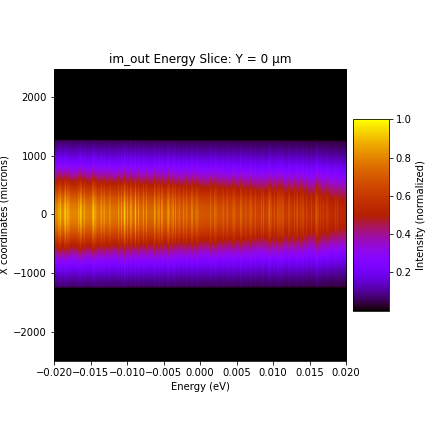 im_out Energy Slice: Y = 0 μm
X coordinates (microns)
2000
1000
0
−1000
−2000
−0.020 −0.015 −0.010 −0.005 0.000 0.005 0.010 0.015 0.020
Energy (eV)
1.0
0.8
0.6
0.4
0.2
Intensity (normalized)